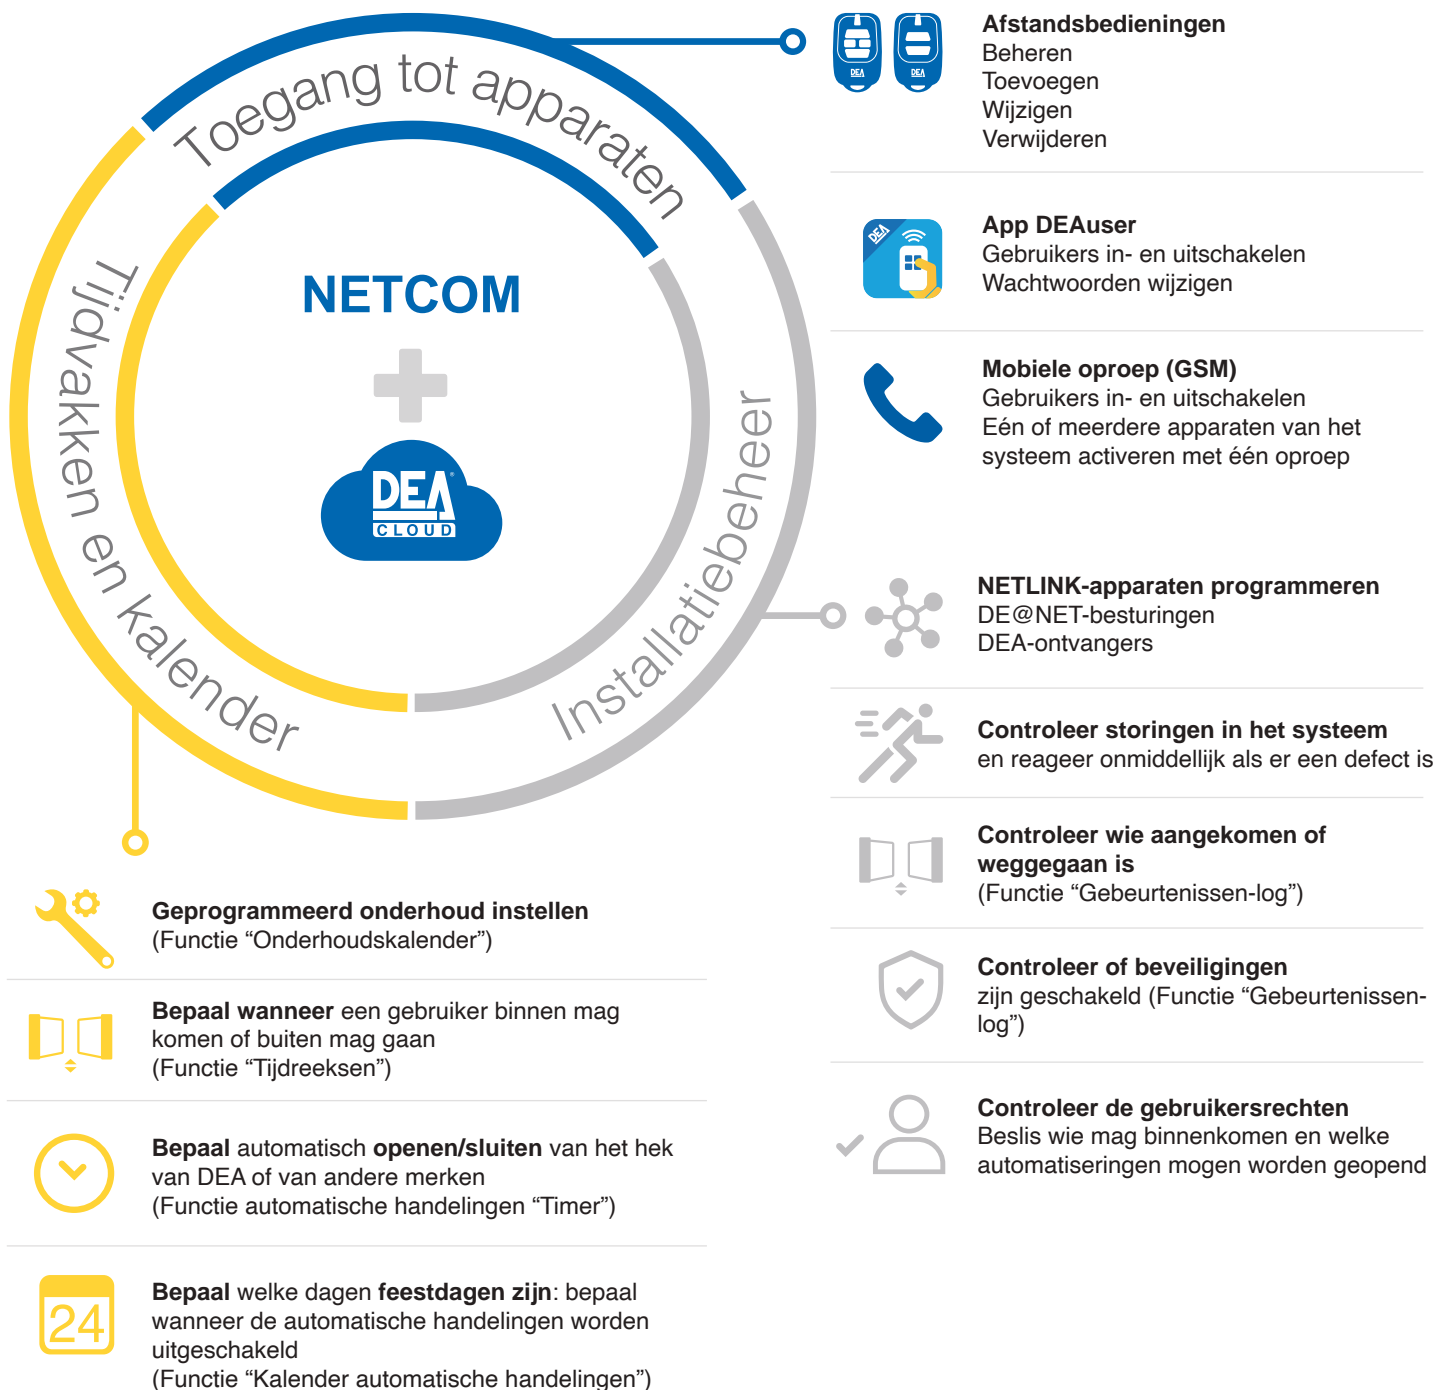 Toegang tot apparaten
Tijdvakken en kalender
Installatiebeheer
NETCOM
DEA
CLOUD
DEA
DEA
Afstandsbedieningen
Beheren
Toevoegen
Wijzigen
Verwijderen
DEA
App DEAuser
Gebruikers in- en uitschakelen
Wachtwoorden wijzigen
Mobiele oproep (GSM)
Gebruikers in- en uitschakelen
Eén of meerdere apparaten van het
systeem activeren met één oproep
NETLINK-apparaten programmeren
DE@NET-besturingen
DEA-ontvangers
Controleer storingen in het systeem
en reageer onmiddellijk als er een defect is
Controleer wie aangekomen of
weggegaan is
(Functie “Gebeurtenissen-log”)
Controleer of beveiligingen
zijn geschakeld (Functie “Gebeurtenissen-
log”)
Controleer de gebruikersrechten
Beslis wie mag binnenkomen en welke
automatiseringen mogen worden geopend
Geprogrammeerd onderhoud instellen
(Functie “Onderhoudskalender”)
Bepaal wanneer een gebruiker binnen mag
komen of buiten mag gaan
(Functie “Tijdreeksen”)
Bepaal automatisch openen/sluiten van het hek
van DEA of van andere merken
(Functie automatische handelingen “Timer”)
24
Bepaal welke dagen feestdagen zijn: bepaal
wanneer de automatische handelingen worden
uitgeschakeld
(Functie “Kalender automatische handelingen”)